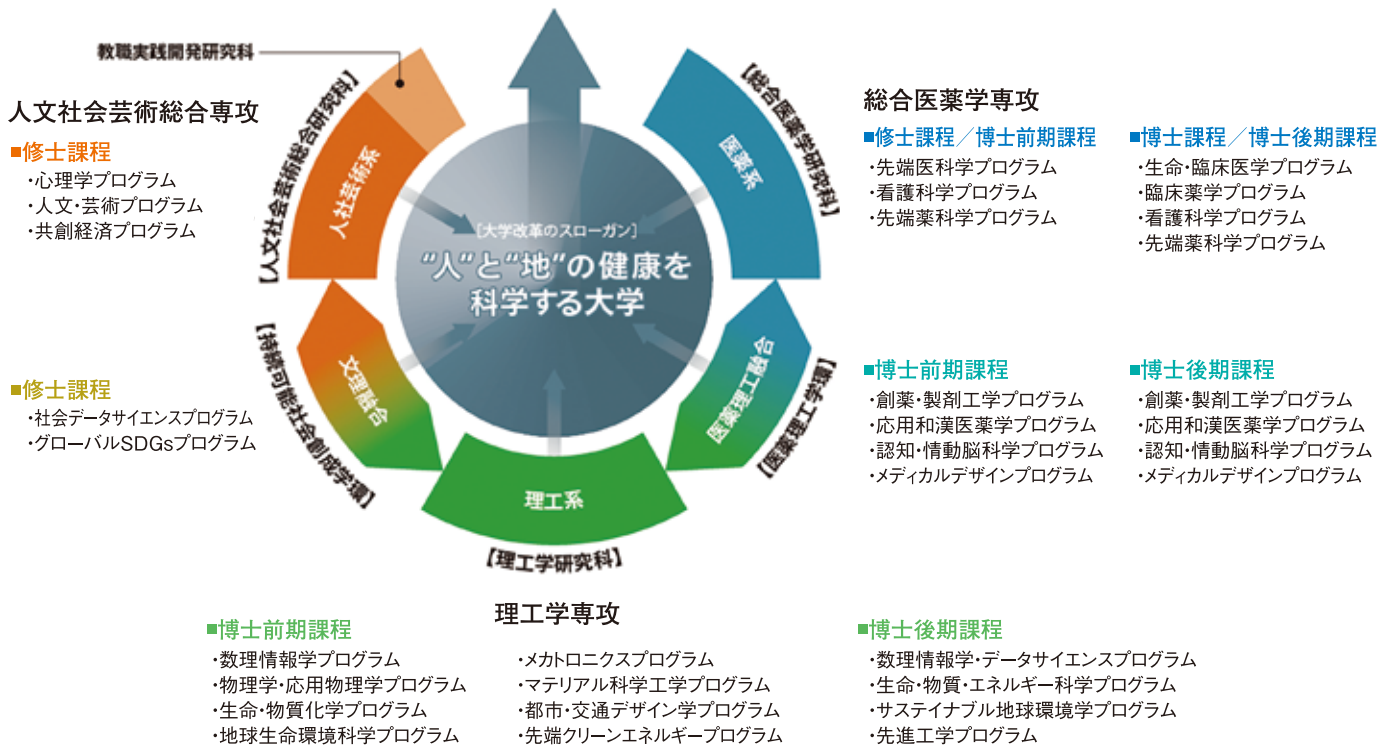 教職実践開発研究科
人文社会芸術総合専攻
■修士課程
・心理学プログラム
・人文・芸術プログラム
・共創経済プログラム
■修士課程
・社会データサイエンスプログラム
・グローバルSDGsプログラム
【人文社会芸術総合研究科】
人社芸術系
【持続可能社会創成学環】
文理融合
[大学改革のスローガン]
“人”と“地”の健康を
科学する大学
医薬系
【総合医薬学研究科】
医薬理工融合
【医薬理工学環】
理工系
【理工学研究科】
総合医薬学専攻
■修士課程／博士前期課程
・先端医科学プログラム
・看護科学プログラム
・先端薬科学プログラム
■博士課程／博士後期課程
・生命・臨床医学プログラム
・臨床薬学プログラム
・看護科学プログラム
・先端薬科学プログラム
■博士前期課程
・創薬・製剤工学プログラム
・応用和漢医薬学プログラム
・認知・情動脳科学プログラム
・メディカルデザインプログラム
■博士後期課程
・創薬・製剤工学プログラム
・応用和漢医薬学プログラム
・認知・情動脳科学プログラム
・メディカルデザインプログラム
理工学専攻
■博士前期課程
・数理情報学プログラム
・物理学・応用物理学プログラム
・生命・物質化学プログラム
・地球生命環境科学プログラム
・メカトロニクスプログラム
・マテリアル科学工学プログラム
・都市・交通デザイン学プログラム
・先端クリーンエネルギープログラム
■博士後期課程
・数理情報学・データサイエンスプログラム
・生命・物質・エネルギー科学プログラム
・サステイナブル地球環境学プログラム
・先進工学プログラム